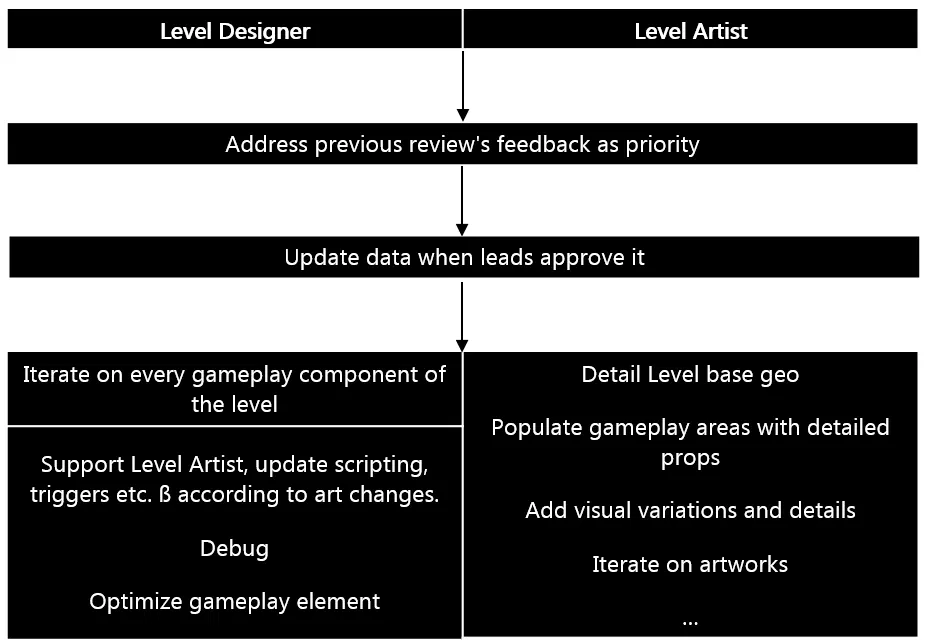 Level Designer
Level Artist
Address previous review's feedback as priority
Update data when leads approve it
Iterate on every gameplay component of
the level
Support Level Artist, update scripting,
triggers etc. ß according to art changes.
Debug
Optimize gameplay element
Detail Level base geo
Populate gameplay areas with detailed
props
Add visual variations and details
Iterate on artworks
...